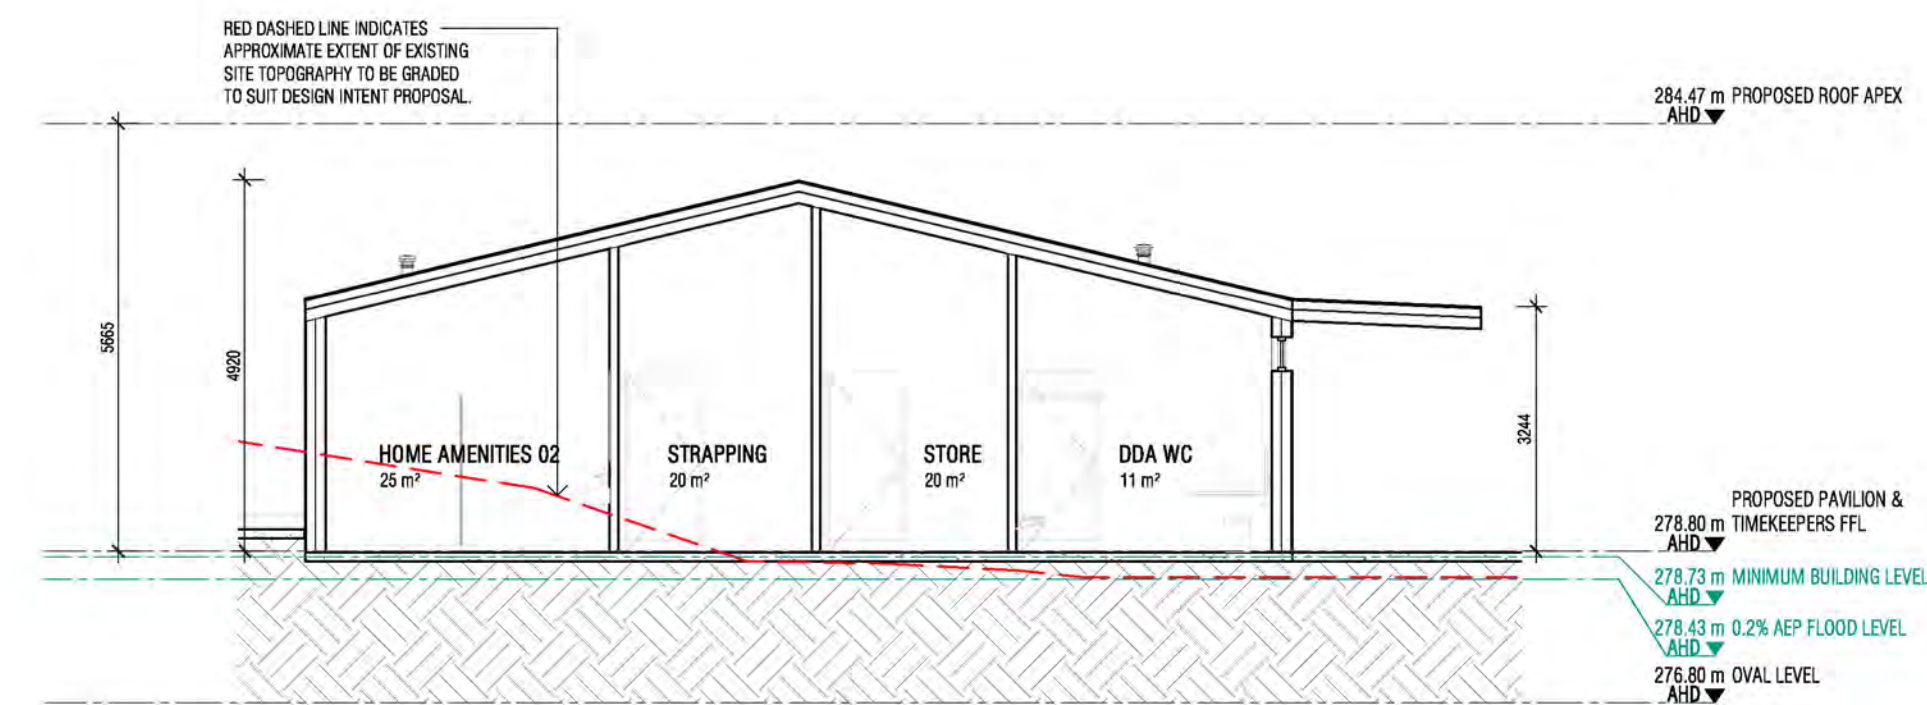 RED DASHED LINE INDICATES
APPROXIMATE EXTENT OF EXISTING
SITE TOPOGRAPHY TO BE GRADED
TO SUIT DESIGN INTENT PROPOSAL.
284.47 m PROPOSED ROOF APEX
AHD
5665
4920
3244
HOME AMENITIES 02
25 m²
STRAPPING
20 m²
STORE
20 m²
DDA WC
11 m²
PROPOSED PAVILION &
278.80 m TIMEKEEPERS FFL
AHD
278.73 m MINIMUM BUILDING LEVEL
AHD
278.43 m 0.2% AEP FLOOD LEVEL
AHD
276.80 m OVAL LEVEL
AHD